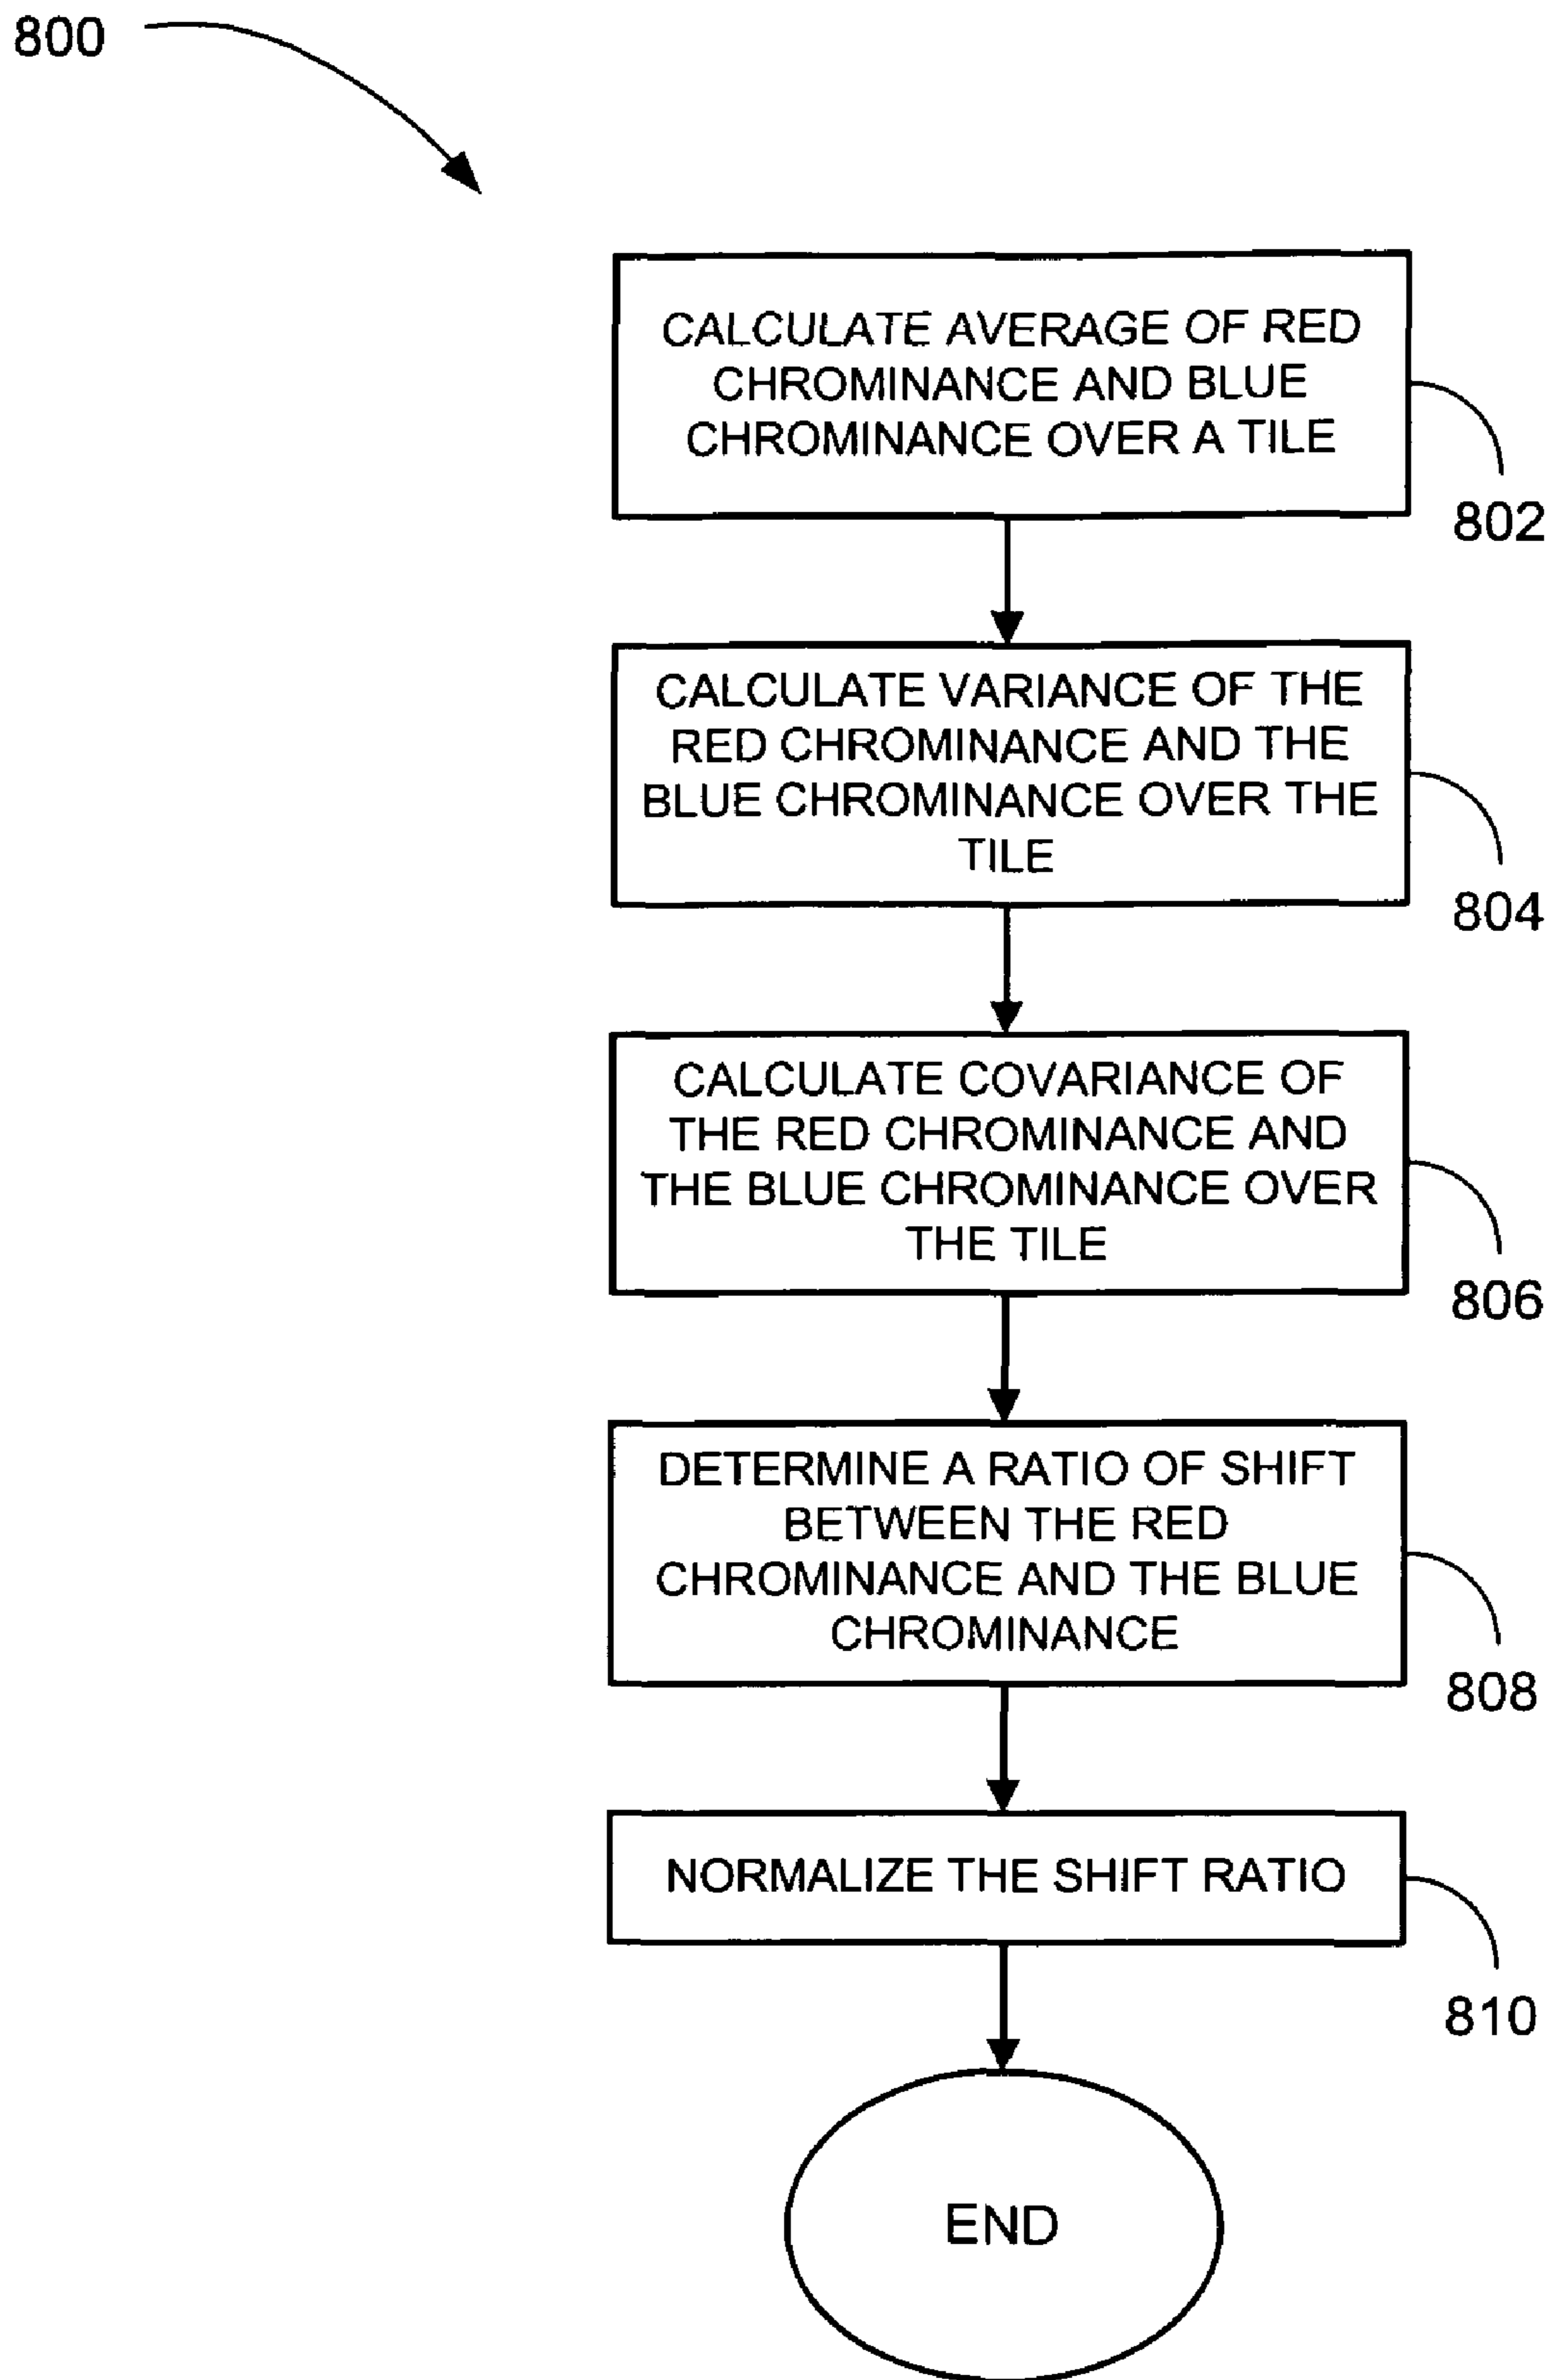 800
CALCULATE AVERAGE OF RED
CHROMINANCE AND BLUE
CHROMINANCE OVER A TILE
802
CALCULATE VARIANCE OF THE
RED CHROMINANCE AND THE
BLUE CHROMINANCE OVER THE
TILE
804
CALCULATE COVARIANCE OF
THE RED CHROMINANCE AND
THE BLUE CHROMINANCE OVER
THE TILE
806
DETERMINE A RATIO OF SHIFT
BETWEEN THE RED
CHROMINANCE AND THE BLUE
CHROMINANCE
808
NORMALIZE THE SHIFT RATIO
810
END